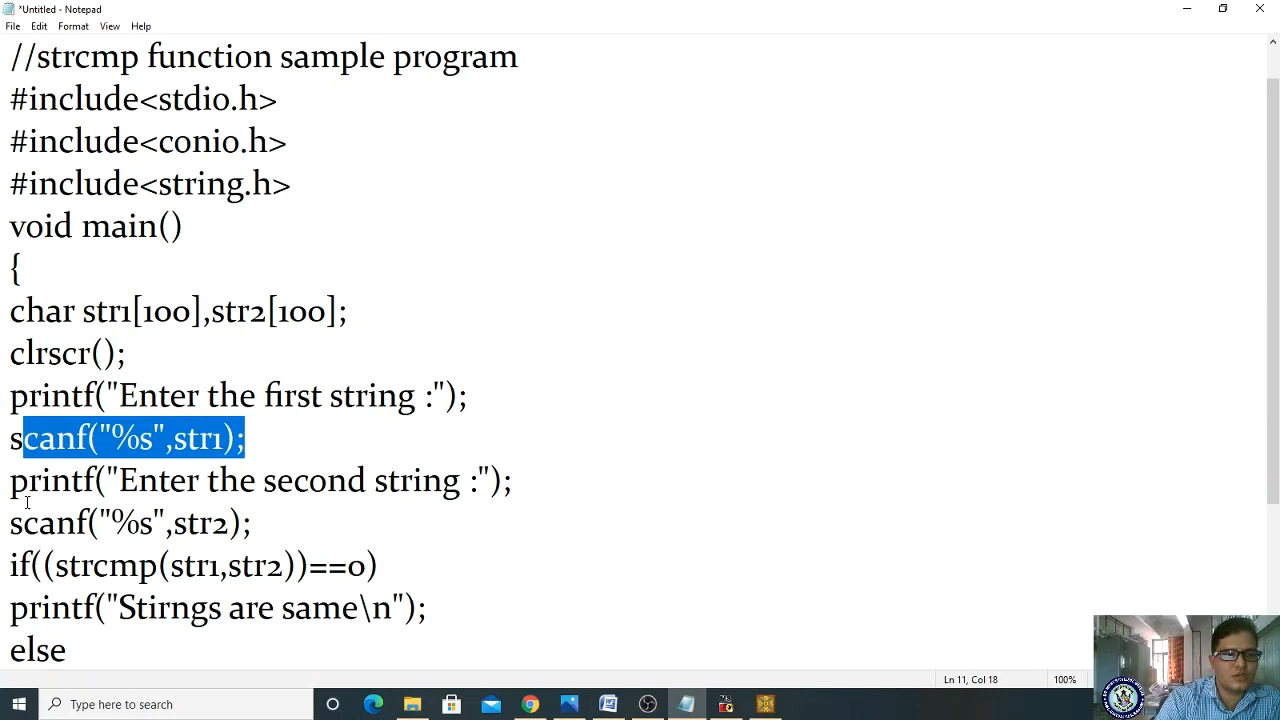 *Untitled - Notepad
File Edit Format View Help
//strcmp function sample program
#include<stdio.h>
#include<conio.h>
#include<string.h>
void main()
{
char str1[100],str2[100];
clrscr();
printf("Enter the first string :");
scanf("%s",str1);
printf("Enter the second string :");
scanf("%s",str2);
if((strcmp(str1,str2))==0)
printf("Stirngs are same\n");
else
Ln 11, Col 18 100%
Type here to search